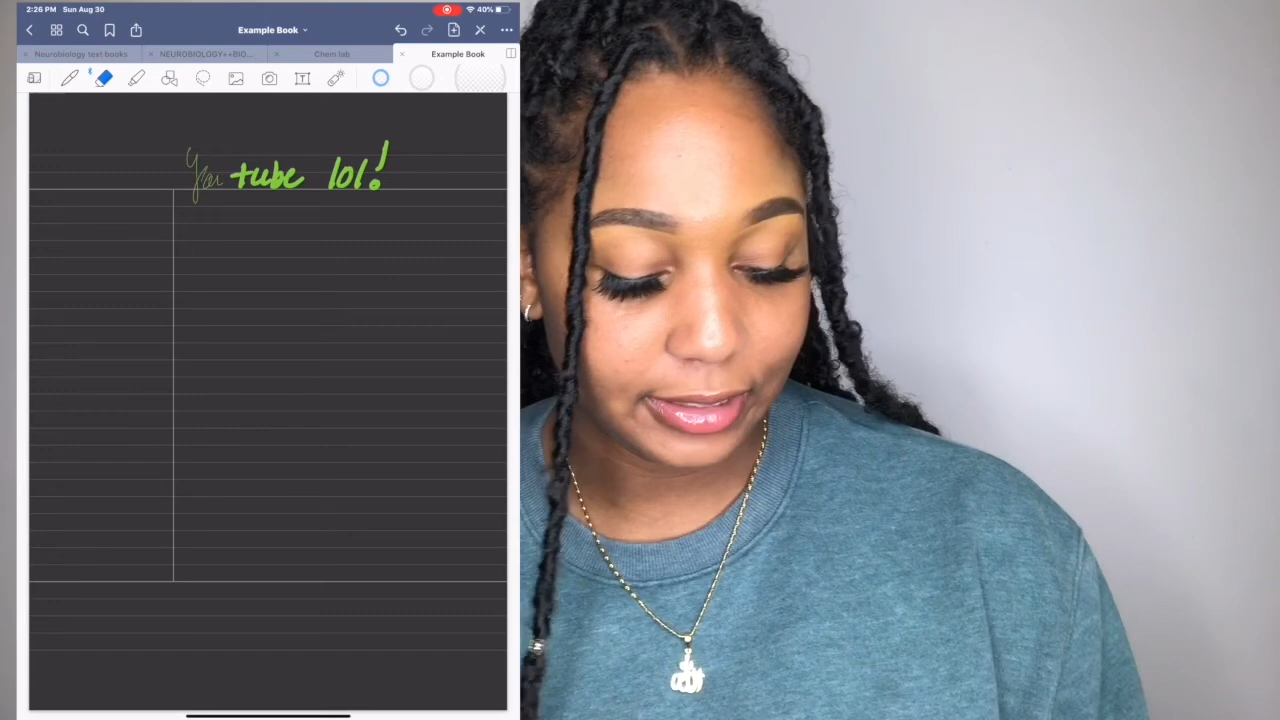 2:26 PM Sun Aug 30
40%
Example Book
Neurobiology text books
NEUROBIOLOGY++BIO...
Chem lab
Example Book
You tube lol!